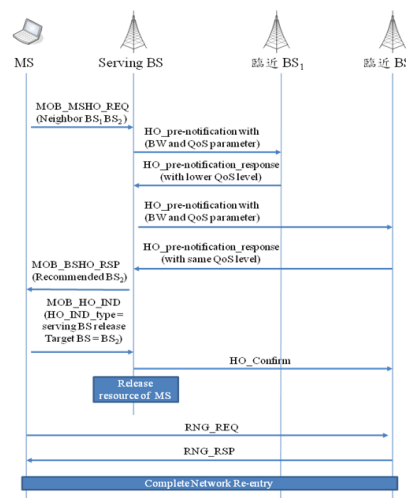 MS
Serving BS
臨近 BS1
臨近 BS
MOB_MSHO_REQ
(Neighbor BS1 BS2)
HO_pre-notification with
(BW and QoS parameter)
HO_pre-notification_response
(with lower QoS level)
HO_pre-notification with
(BW and QoS parameter)
HO_pre-notification_response
(with same QoS level)
MOB_BSHO_RSP
(Recommended BS2)
MOB_HO_IND
(HO_IND_type =
serving BS release
Target BS = BS2)
HO_Confirm
Release
resource of MS
RNG_REQ
RNG_RSP
Complete Network Re-entry